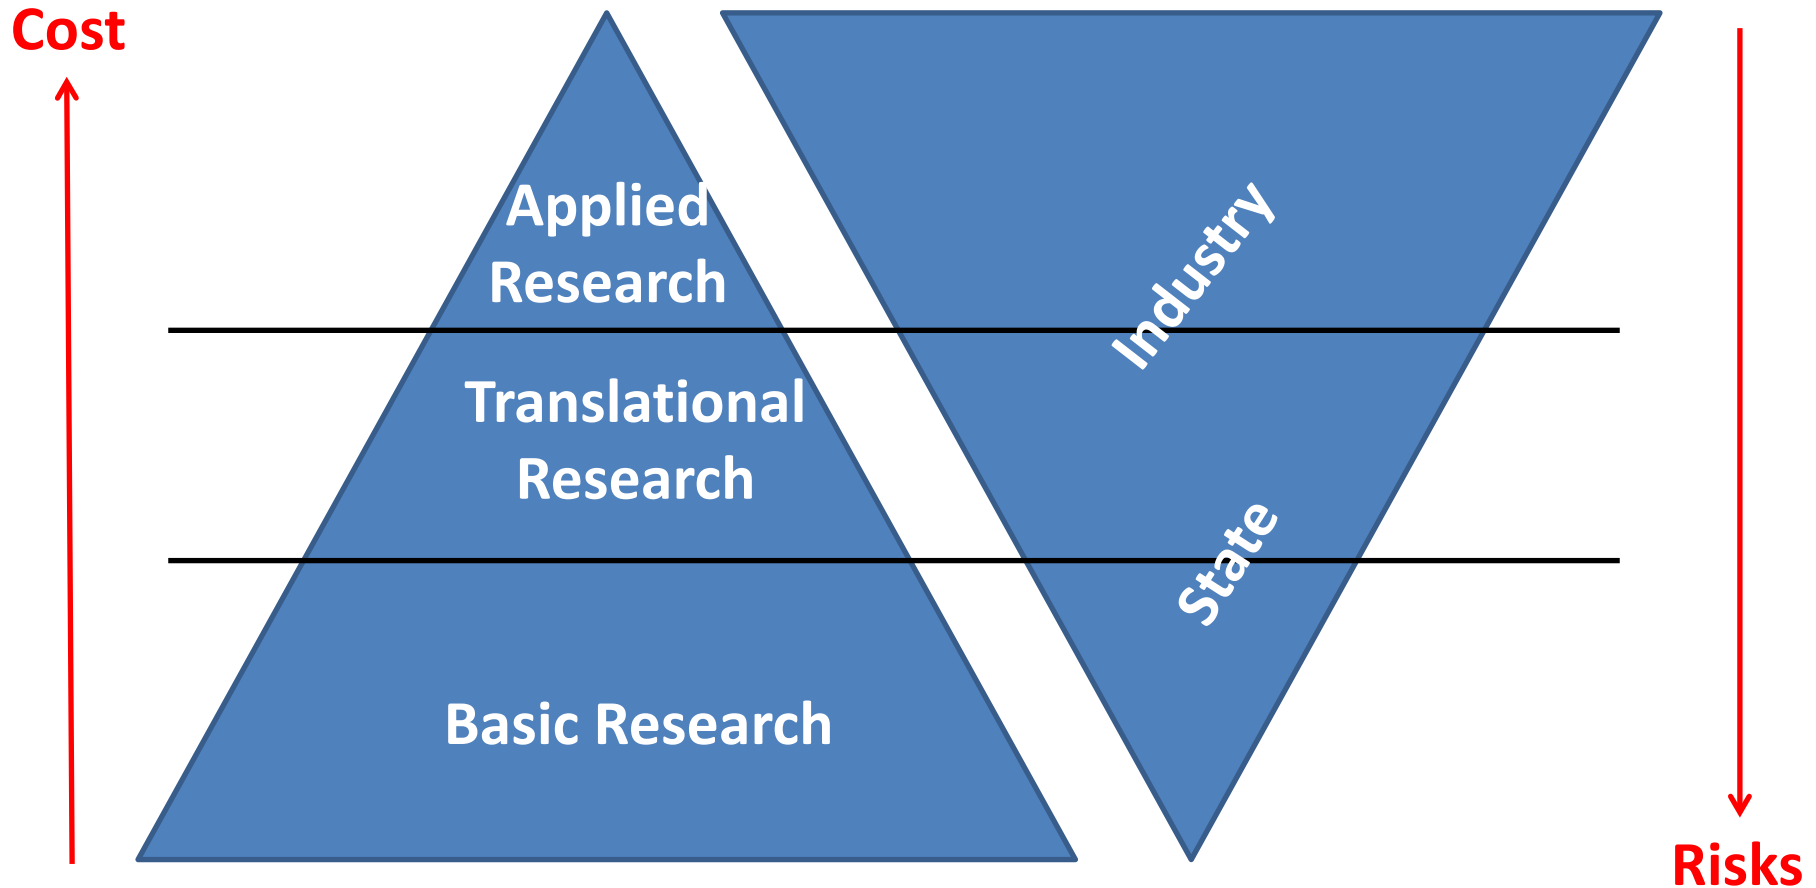 Cost
Applied
Research
Translational
Research
Basic Research
Industry
State
Risks